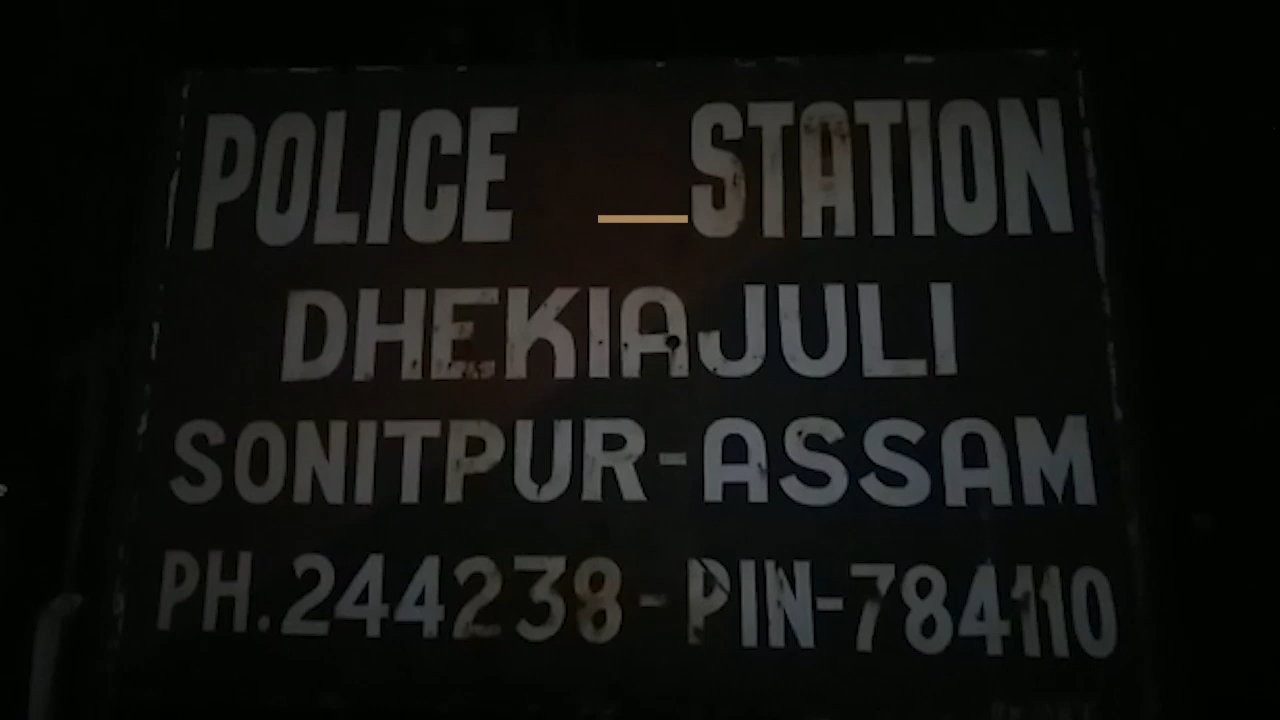 POLICE STATION
DHEKIAJULI
SONITPUR-ASSAM
PH.244238-PIN-784110